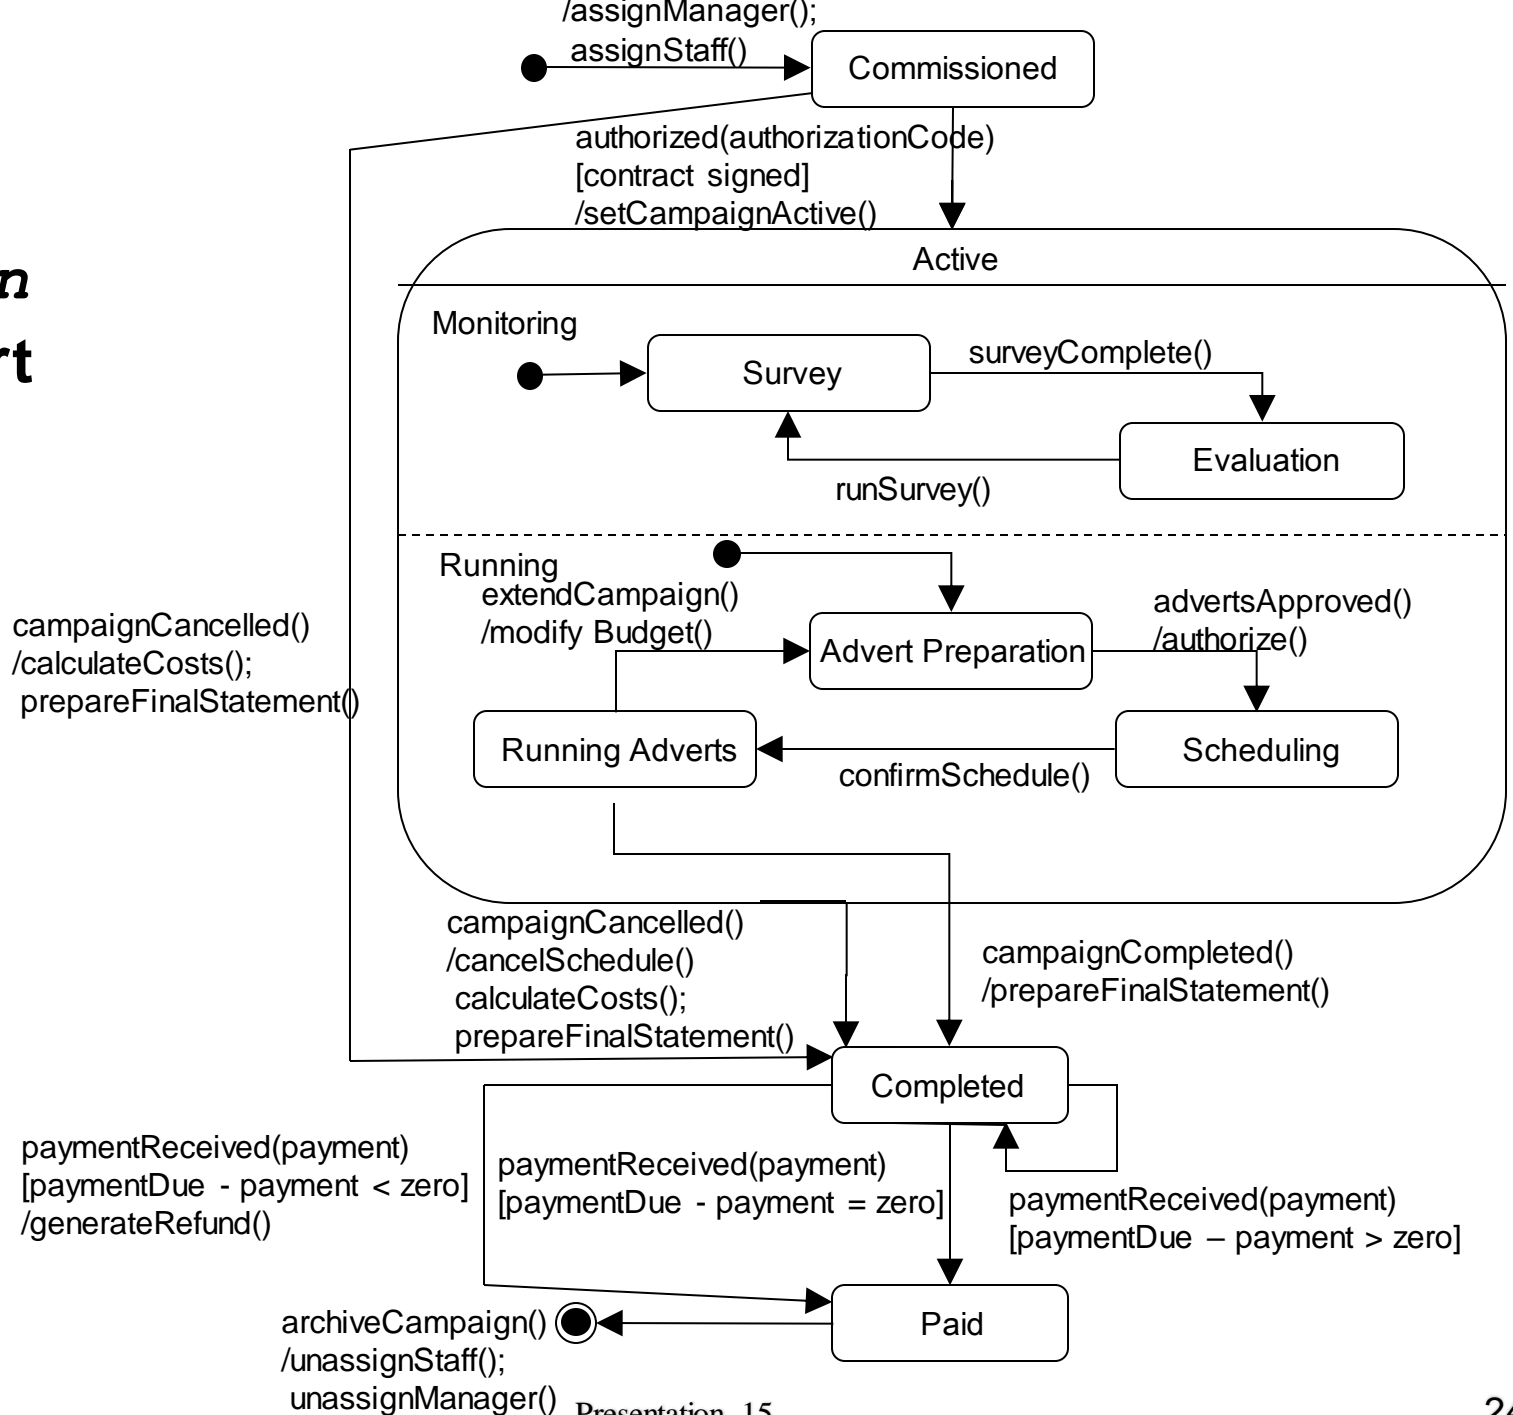 /assignManager();
assignStaff()
Commissioned
authorized(authorizationCode)
[contract signed]
/setCampaignActive()
n
rt
Active
Monitoring
Survey
surveyComplete()
Evaluation
runSurvey()
Running
extendCampaign()
/modify Budget()
Advert Preparation
advertsApproved()
/authorize()
campaignCancelled()
/calculateCosts();
prepareFinalStatement()
Running Adverts
Scheduling
confirmSchedule()
campaignCancelled()
/cancelSchedule()
calculateCosts();
prepareFinalStatement()
campaignCompleted()
/prepareFinalStatement()
Completed
paymentReceived(payment)
[paymentDue - payment < zero]
/generateRefund()
paymentReceived(payment)
[paymentDue - payment = zero]
paymentReceived(payment)
[paymentDue – payment > zero]
Paid
archiveCampaign()
/unassignStaff();
unassignManager()
Presentation 15